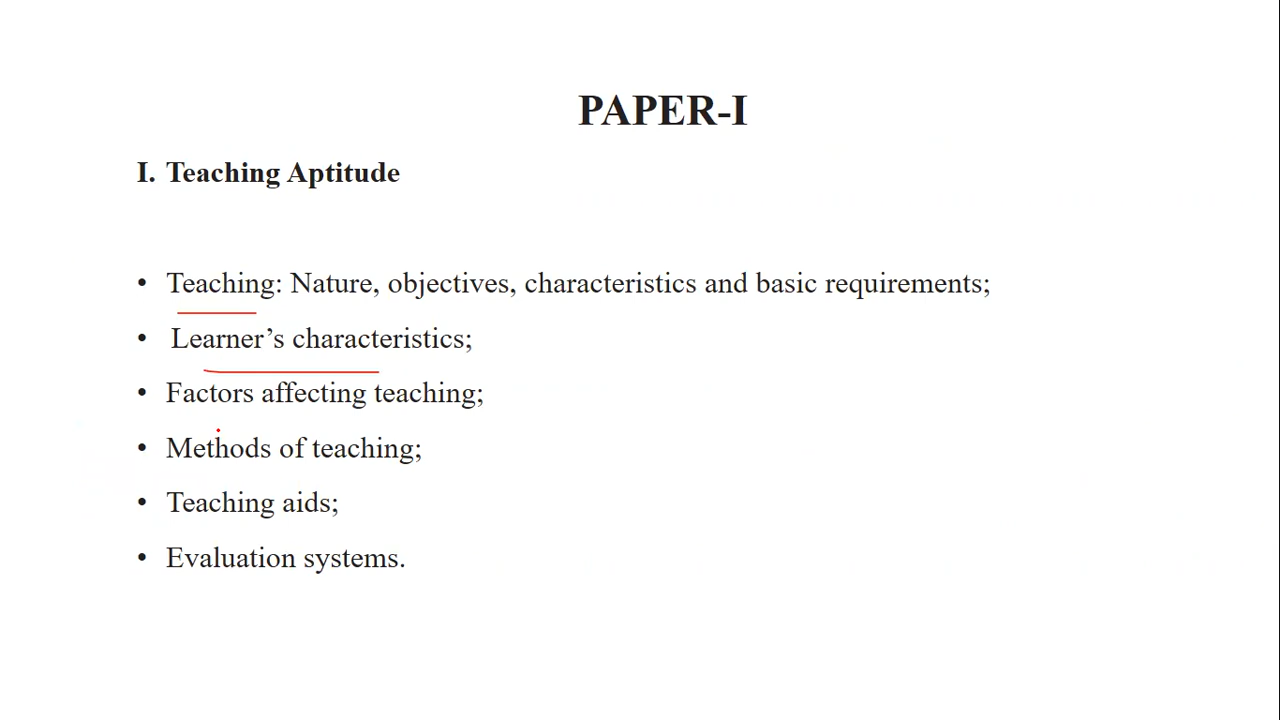 PAPER-I
I. Teaching Aptitude
• Teaching: Nature, objectives, characteristics and basic requirements;
• Learner’s characteristics;
• Factors affecting teaching;
• Methods of teaching;
• Teaching aids;
• Evaluation systems.